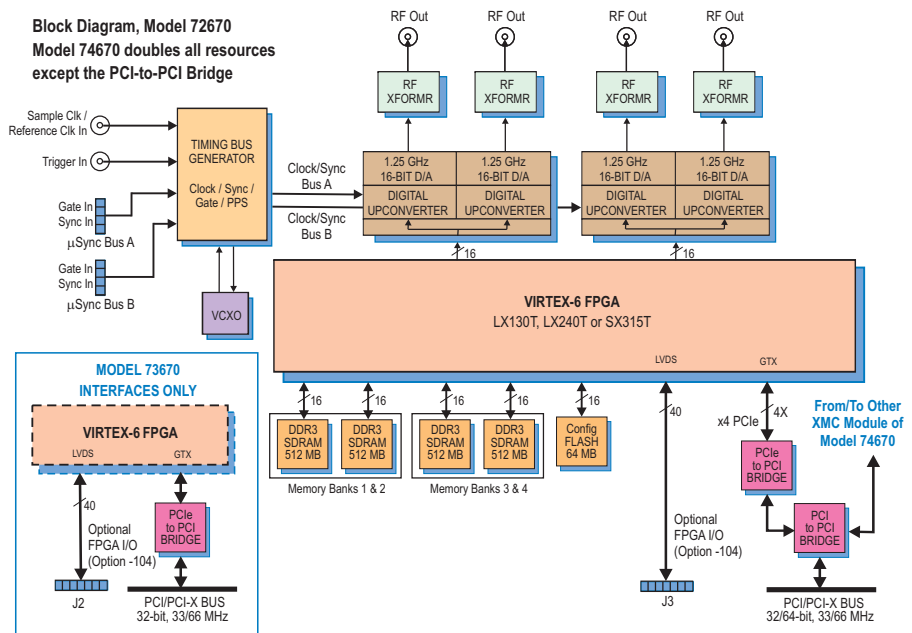 Block Diagram, Model 72670
Model 74670 doubles all resources
except the PCI-to-PCI Bridge
RF Out
RF Out
RF Out
RF Out
RF
XFORMR
RF
XFORMR
RF
XFORMR
RF
XFORMR
Sample Clk /
Reference Clk In
Trigger In
Gate In
Sync In
μSync Bus A
Gate In
Sync In
μSync Bus B
TIMING BUS
GENERATOR
Clock / Sync /
Gate / PPS
VCXO
Clock/Sync
Bus A
Clock/Sync
Bus B
1.25 GHz
16-BIT D/A
DIGITAL
UPCONVERTER
1.25 GHz
16-BIT D/A
DIGITAL
UPCONVERTER
1.25 GHz
16-BIT D/A
DIGITAL
UPCONVERTER
1.25 GHz
16-BIT D/A
DIGITAL
UPCONVERTER
16
16
VIRTEX-6 FPGA
LX130T, LX240T or SX315T
LVDS
GTX
16
16
16
16
16
40
4X
x4 PCIe
DDR3
SDRAM
512 MB
DDR3
SDRAM
512 MB
Memory Banks 1 & 2
DDR3
SDRAM
512 MB
DDR3
SDRAM
512 MB
Memory Banks 3 & 4
Config
FLASH
64 MB
Optional
FPGA I/O
(Option -104)
J3
PCIe
to PCI
BRIDGE
PCI
to PCI
BRIDGE
From/To Other
XMC Module of
Model 74670
PCI/PCI-X BUS
32/64-bit, 33/66 MHz
MODEL 73670
INTERFACES ONLY
VIRTEX-6 FPGA
LVDS
GTX
40
Optional
FPGA I/O
(Option -104)
J2
PCIe
to PCI
BRIDGE
PCI/PCI-X BUS
32-bit, 33/66 MHz